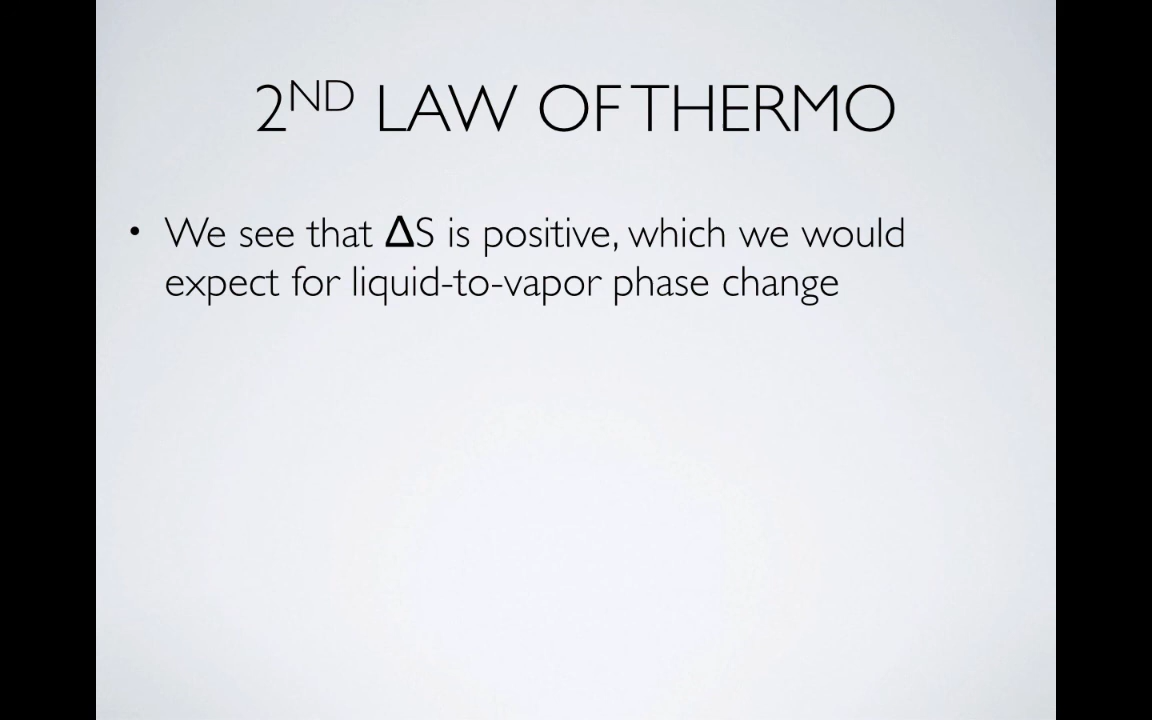 2ND LAW OF THERMO
• We see that ΔS is positive, which we would
expect for liquid-to-vapor phase change